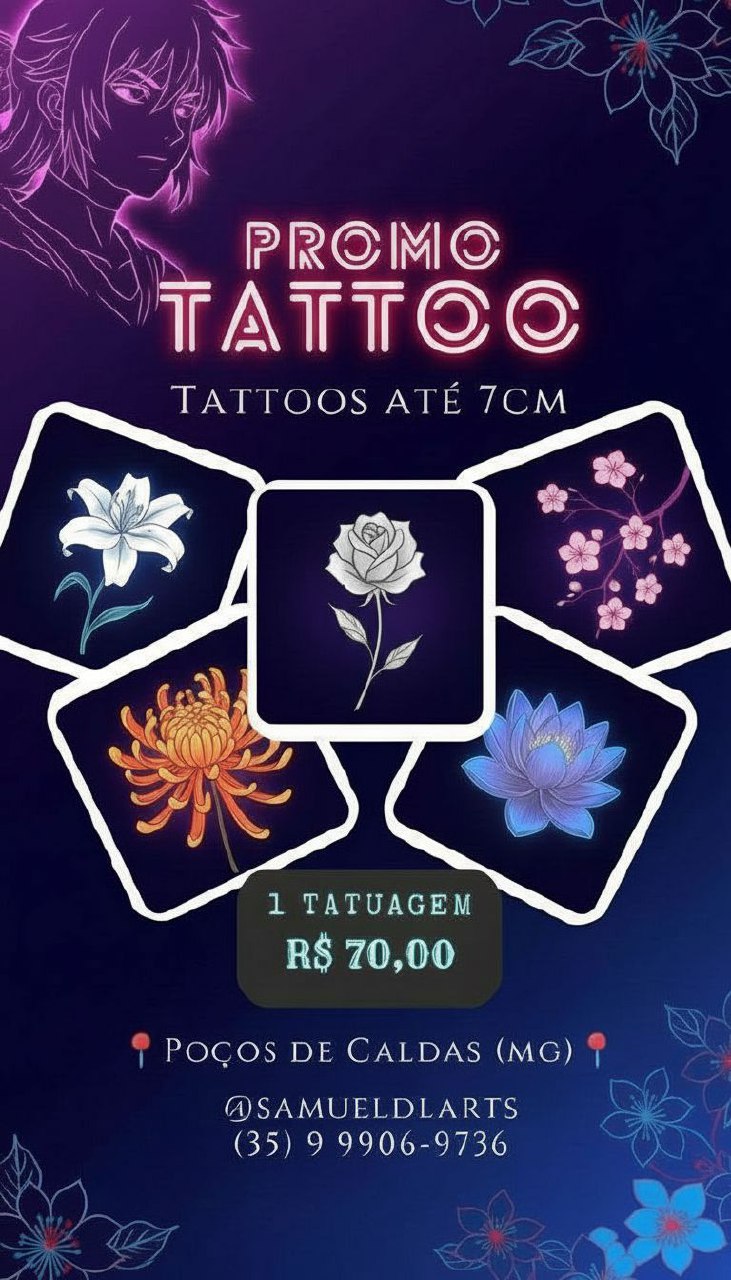 PROMO
TATTOO
TATTOOS ATÉ 7CM
1 TATUAGEM
R$ 70,00
POÇOS DE CALDAS (MG)
@SAMUELDLARTS
(35) 9 9906-9736